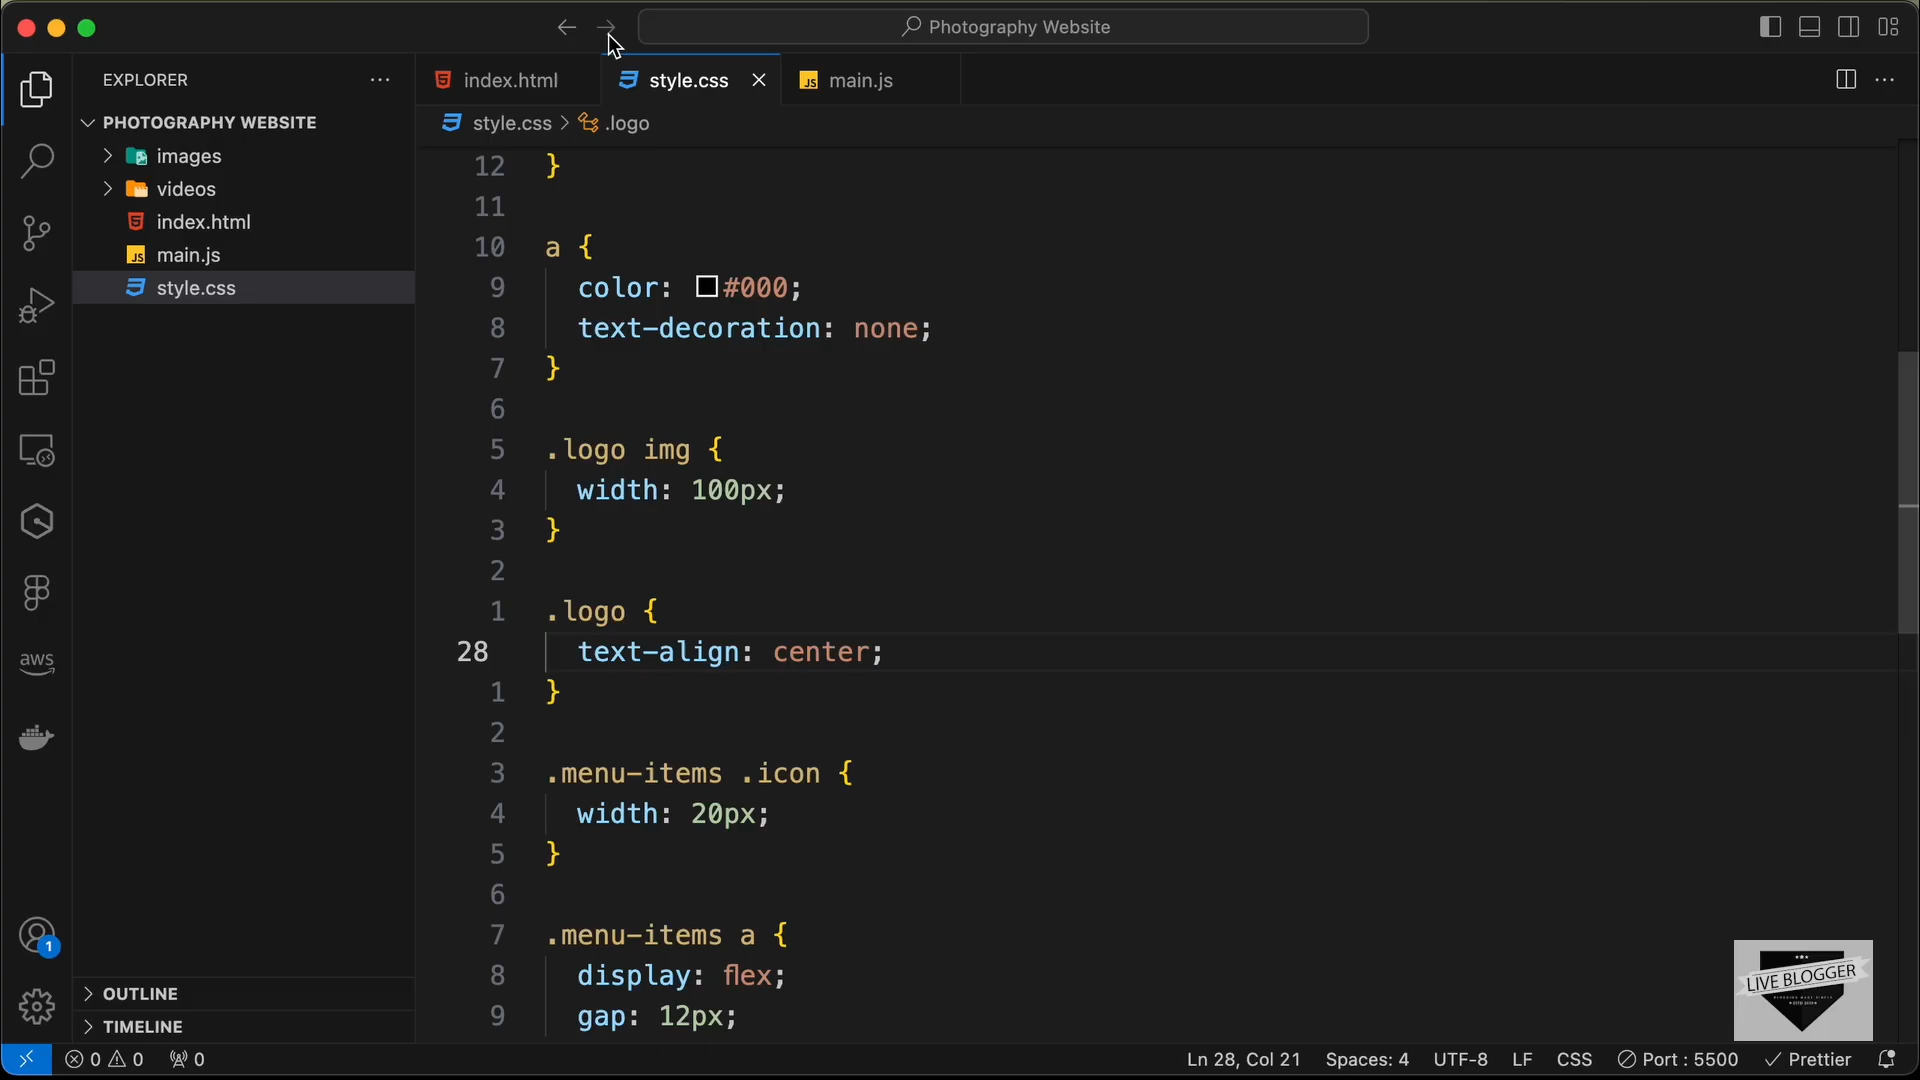 Photography Website
EXPLORER
PHOTOGRAPHY WEBSITE
images
videos
index.html
main.js
style.css
OUTLINE
TIMELINE
aws
1
index.html
style.css
main.js
style.css > .logo
12 }
11
10 a {
9 color: #000;
8 text-decoration: none;
7 }
6
5 .logo img {
4 width: 100px;
3 }
2
1 .logo {
28 text-align: center;
1 }
2
3 .menu-items .icon {
4 width: 20px;
5 }
6
7 .menu-items a {
8 display: flex;
9 gap: 12px;
LIVE BLOGGER
0 0 0
Ln 28, Col 21 Spaces: 4 UTF-8 LF CSS Port : 5500 Prettier